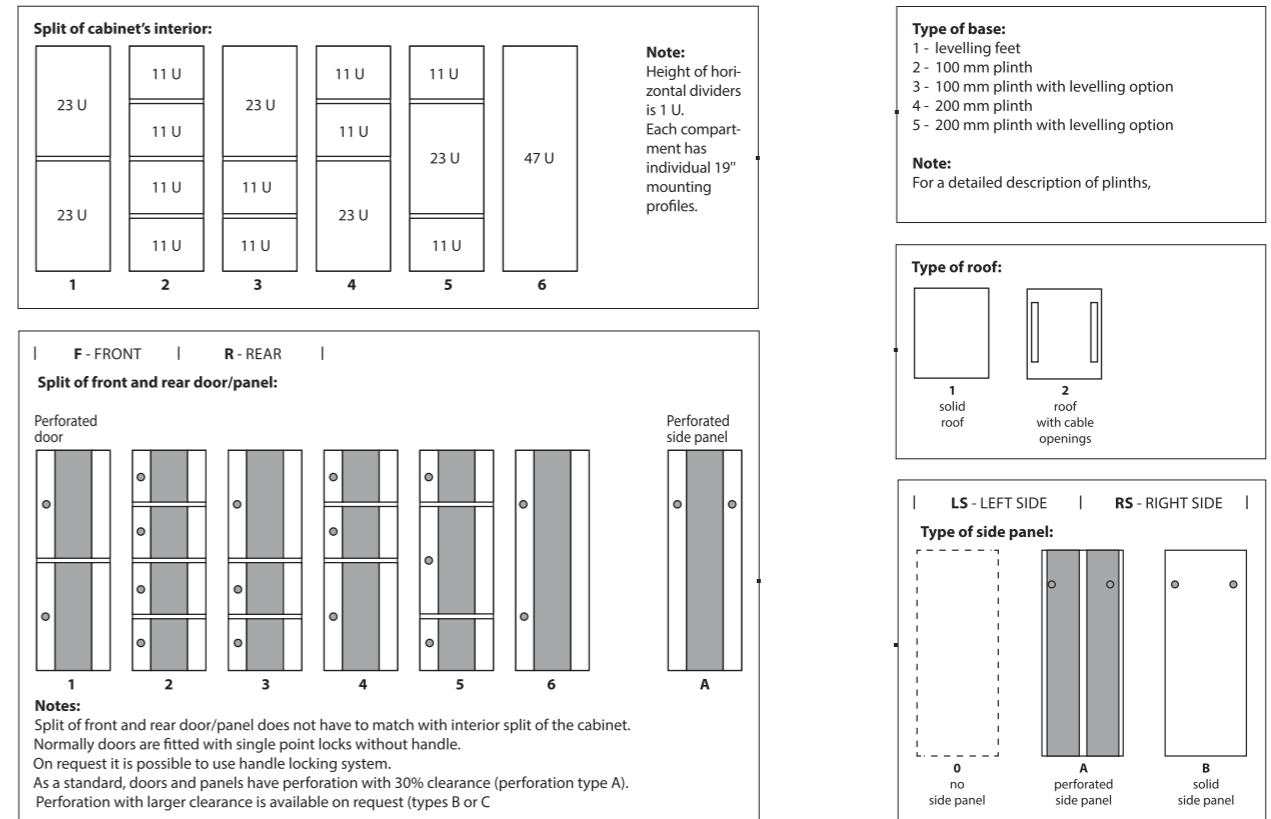 Split of cabinet's interior:
23 U
23 U
1
11 U
11 U
11 U
11 U
2
23 U
11 U
11 U
3
11 U
11 U
23 U
4
11 U
23 U
11 U
5
47 U
6
Note:
Height of hori-
zontal dividers
is 1 U.
Each compart-
ment has
individual 19"
mounting
profiles.
F - FRONT
R - REAR
Split of front and rear door/panel:
Perforated
door
Perforated
side panel
1
2
3
4
5
6
A
Notes:
Split of front and rear door/panel does not have to match with interior split of the cabinet.
Normally doors are fitted with single point locks without handle.
On request it is possible to use handle locking system.
As a standard, doors and panels have perforation with 30% clearance (perforation type A).
Perforation with larger clearance is available on request (types B or C
Type of base:
1 - levelling feet
2 - 100 mm plinth
3 - 100 mm plinth with levelling option
4 - 200 mm plinth
5 - 200 mm plinth with levelling option
Note:
For a detailed description of plinths,
Type of roof:
1
solid
roof
2
roof
with cable
openings
LS - LEFT SIDE
RS - RIGHT SIDE
Type of side panel:
0
no
side panel
A
perforated
side panel
B
solid
side panel